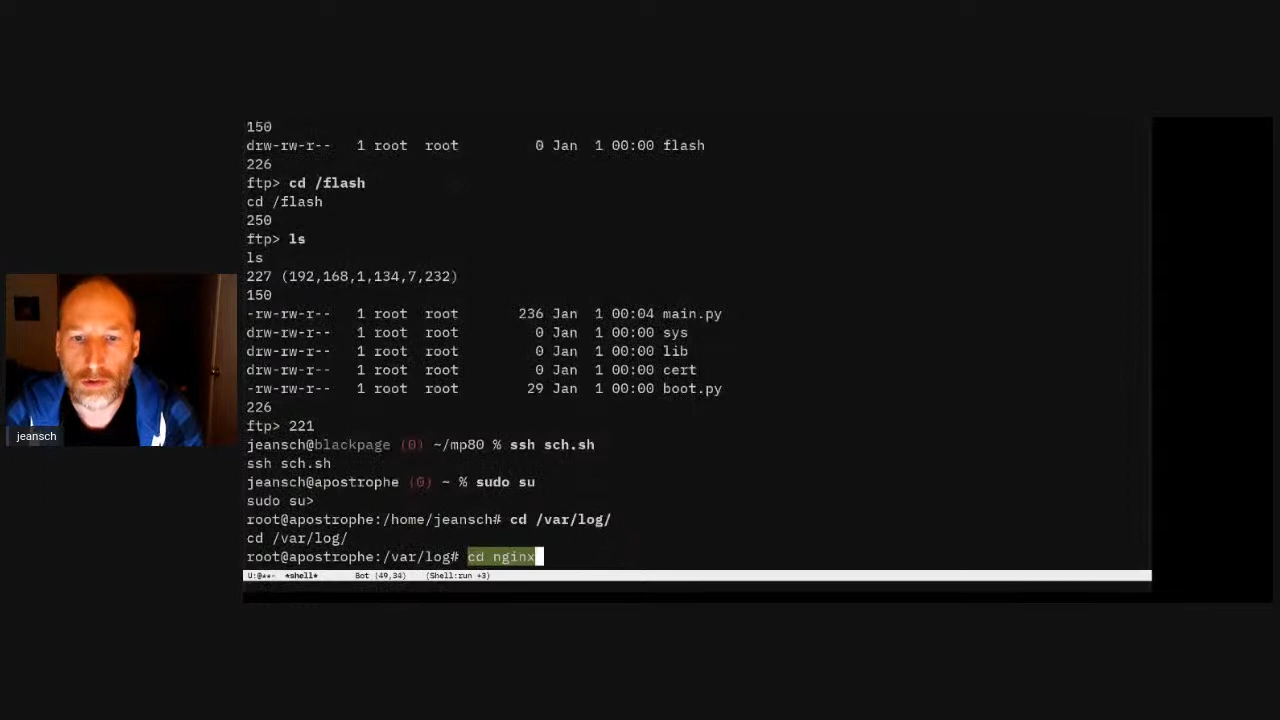 150
drw-rw-r-- 1 root root 0 Jan 1 00:00 flash
226
ftp> cd /flash
cd /flash
250
ftp> ls
ls
227 (192,168,1,134,7,232)
150
-rw-rw-r-- 1 root root 236 Jan 1 00:04 main.py
drw-rw-r-- 1 root root 0 Jan 1 00:00 sys
drw-rw-r-- 1 root root 0 Jan 1 00:00 lib
drw-rw-r-- 1 root root 0 Jan 1 00:00 cert
-rw-rw-r-- 1 root root 29 Jan 1 00:00 boot.py
226
ftp> 221
jeansch@blackpage (0) ~/mp80 % ssh sch.sh
ssh sch.sh
jeansch@apostrophe (0) ~ % sudo su
sudo su>
root@apostrophe:/home/jeansch# cd /var/log/
cd /var/log/
root@apostrophe:/var/log# cd nginx
U:@**- *shell* Bot (49,34) (Shell:run +3)
jeansch